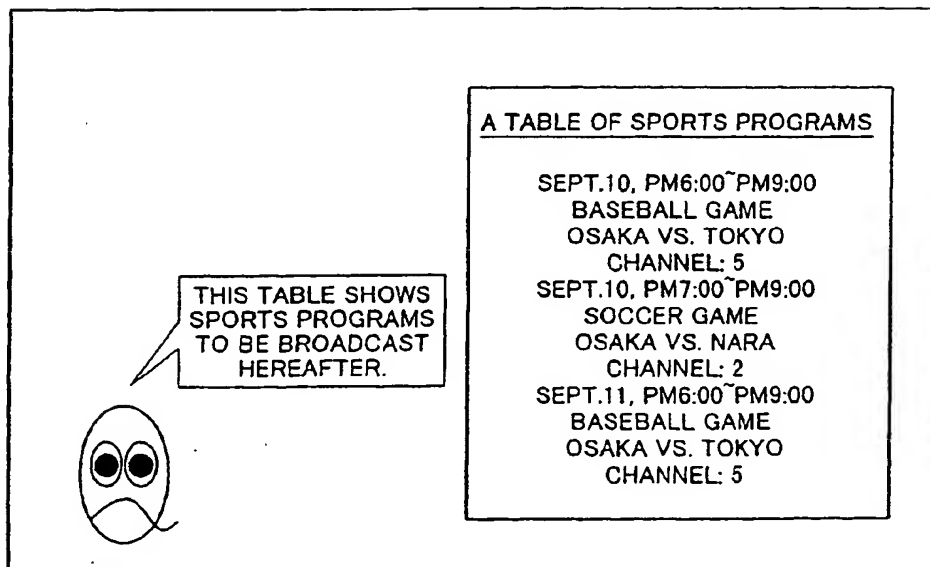 A TABLE OF SPORTS PROGRAMS
SEPT.10, PM6:00~PM9:00
BASEBALL GAME
OSAKA VS. TOKYO
CHANNEL: 5
SEPT.10, PM7:00~PM9:00
SOCCER GAME
OSAKA VS. NARA
CHANNEL: 2
SEPT.11, PM6:00~PM9:00
BASEBALL GAME
OSAKA VS. TOKYO
CHANNEL: 5
THIS TABLE SHOWS
SPORTS PROGRAMS
TO BE BROADCAST
HEREAFTER.